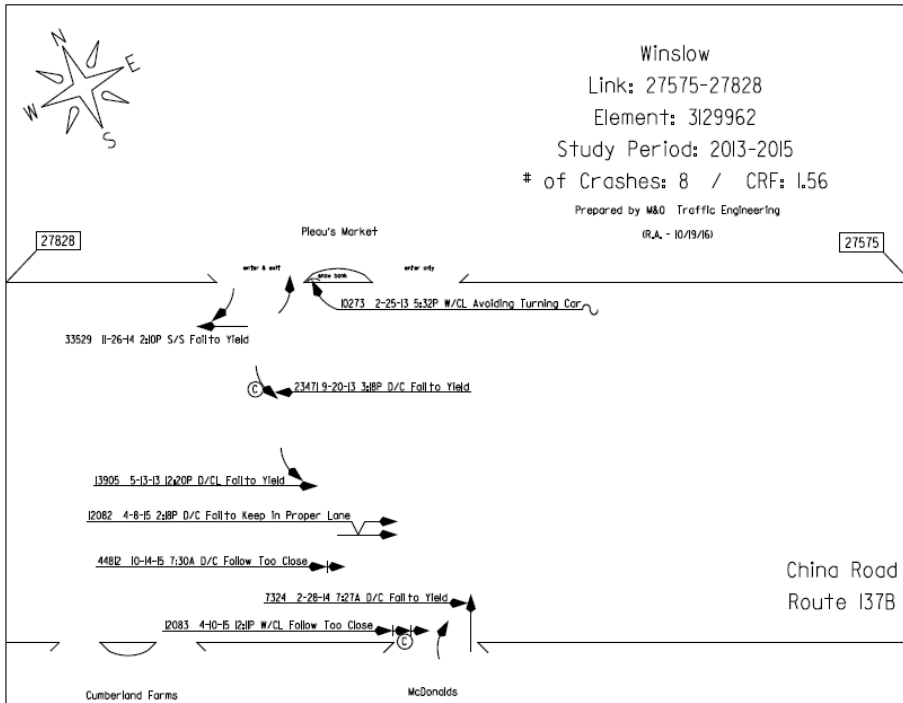 N
E
W
S
Winslow
Link: 27575-27828
Element: 3129962
Study Period: 2013-2015
# of Crashes: 8 / CRF: 1.56
Prepared by M&O Traffic Engineering
(R.A. - 10/19/16)
27828
Pleau's Market
27575
enter & exit
snow bank
enter only
10273 2-25-13 5:32P W/CL Avoiding Turning Car
33529 11-26-14 2:10P S/S Fail to Yield
C
23471 9-20-13 3:18P D/C Fail to Yield
13905 5-13-13 12:20P D/CL Fail to Yield
12082 4-8-15 2:18P D/C Fail to Keep in Proper Lane
44812 10-14-15 7:30A D/C Follow Too Close
China Road
Route 137B
7324 2-28-14 7:27A D/C Fail to Yield
12083 4-10-15 12:11P W/CL Follow Too Close
C
Cumberland Farms
McDonalds